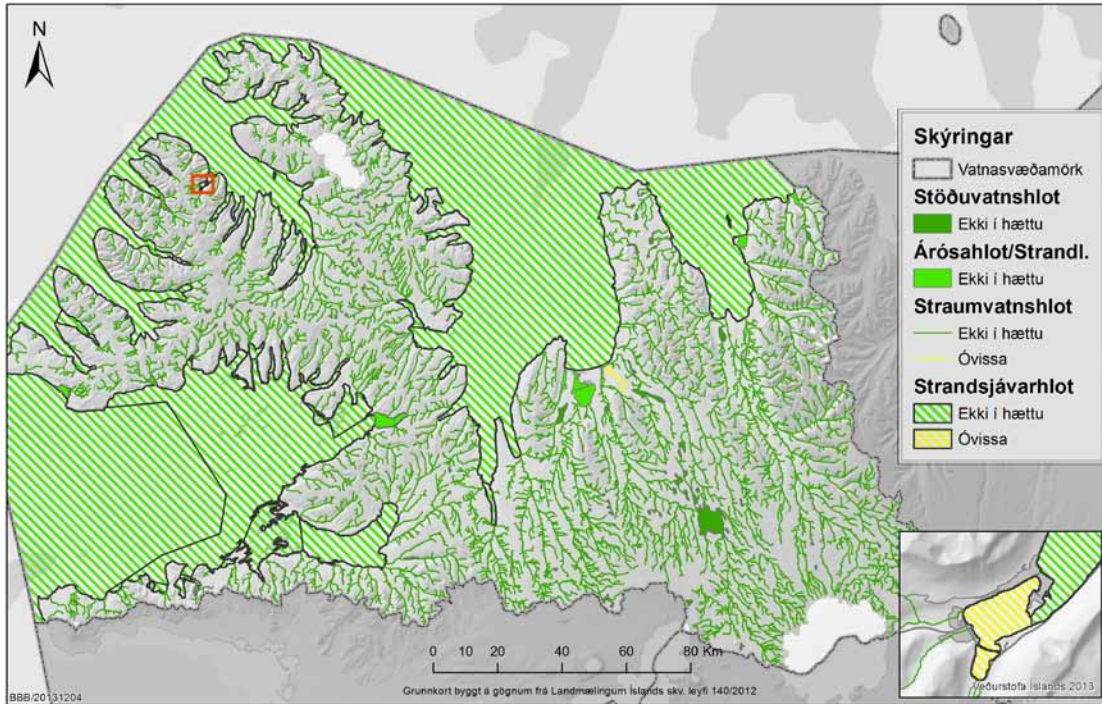 N
Skýringar
Vatnasvæðamörk
Stöðuvatnshlot
Ekki í hættu
Árósahlot/Strandl.
Ekki í hættu
Straumvatnshlot
Ekki í hættu
Óvissa
Strandsjávarhlot
Ekki í hættu
Óvissa
0 10 20 40 60 80 Km
Grunnkort byggt á gögnum frá Landmælingum Íslands skv. leyfi 140/2012
BBB/20131204
Veðurstofa Íslands 2013